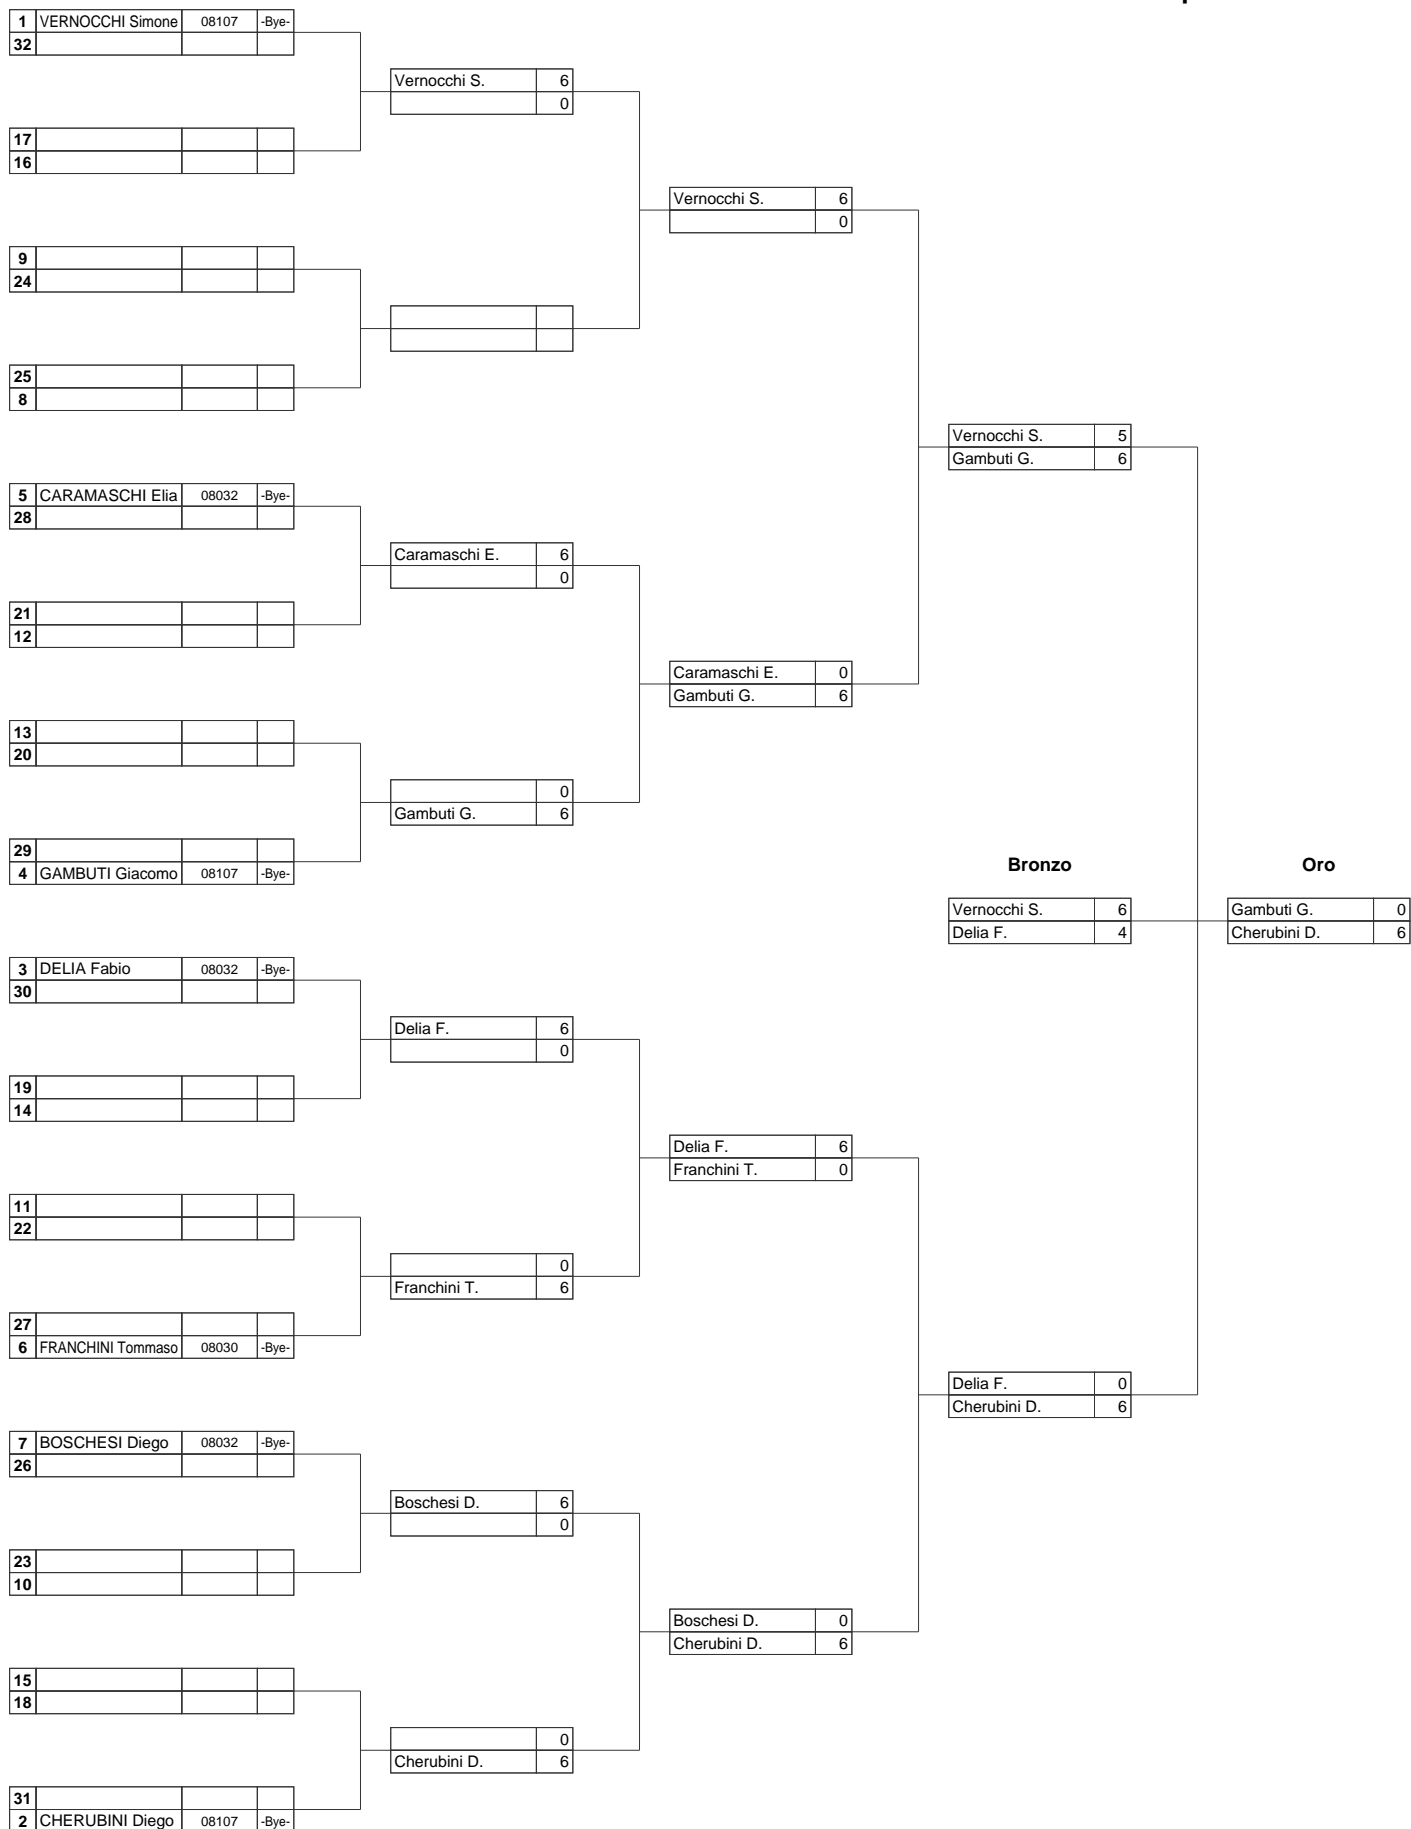 1 VERNOCCHI Simone 08107 -Bye-
32
Vernocchi S. 6
0
17
16
Vernocchi S. 6
0
9
24
25
8
Vernocchi S. 5
Gambuti G. 6
5 CARAMASCHI Elia 08032 -Bye-
28
Caramaschi E. 6
0
21
12
Caramaschi E. 0
Gambuti G. 6
13
20
0
Gambuti G. 6
29
4 GAMBUTI Giacomo 08107 -Bye-
Bronzo Oro
Vernocchi S. 6 Gambuti G. 0
Delia F. 4 Cherubini D. 6
3 DELIA Fabio 08032 -Bye-
30
Delia F. 6
0
19
14
Delia F. 6
Franchini T. 0
11
22
0
Franchini T. 6
27
6 FRANCHINI Tommaso 08030 -Bye-
Delia F. 0
Cherubini D. 6
7 BOSCHESI Diego 08032 -Bye-
26
Boschesi D. 6
0
23
10
Boschesi D. 0
Cherubini D. 6
15
18
0
Cherubini D. 6
31
2 CHERUBINI Diego 08107 -Bye-